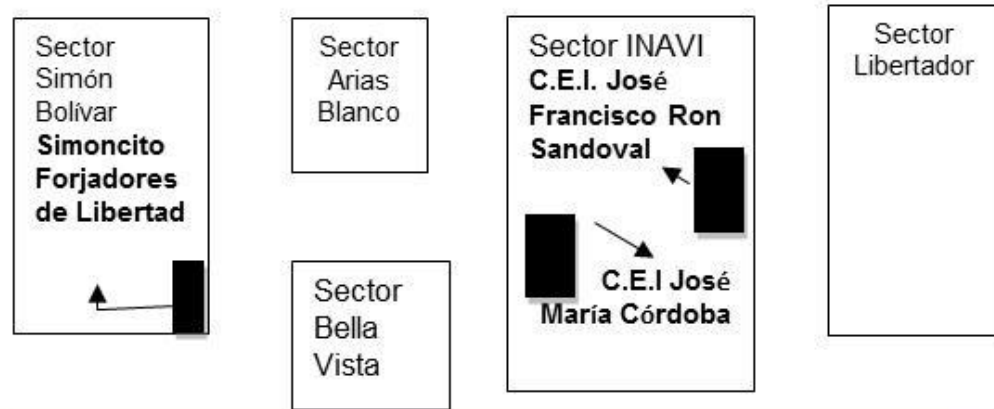 Sector
Simón
Bolívar
Simoncito
Forjadores
de Libertad
Sector
Arias
Blanco
Sector
Bella
Vista
Sector INAVI
C.E.I. José
Francisco Ron
Sandoval
C.E.I José
María Córdoba
Sector
Libertador